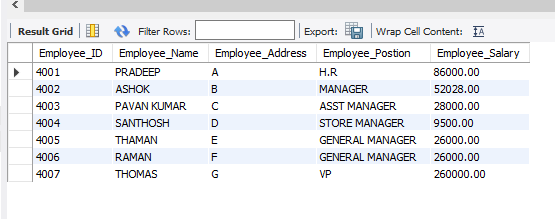 Result Grid Filter Rows: Export: Wrap Cell Content: IA
Employee_ID Employee_Name Employee_Address Employee_Postion Employee_Salary
4001 PRADEEP A H.R 86000.00
4002 ASHOK B MANAGER 52028.00
4003 PAVAN KUMAR C ASST MANAGER 28000.00
4004 SANTHOSH D STORE MANAGER 9500.00
4005 THAMAN E GENERAL MANAGER 26000.00
4006 RAMAN F GENERAL MANAGER 26000.00
4007 THOMAS G VP 260000.00